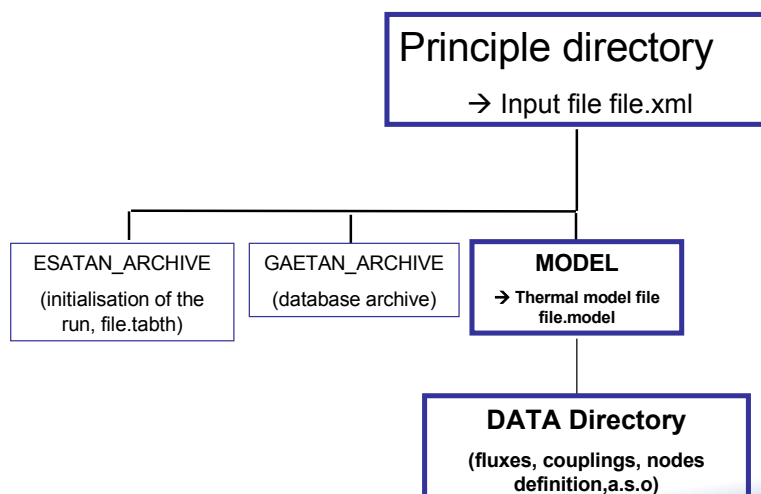 Principle directory
→ Input file file.xml
ESATAN_ARCHIVE
(initialisation of the
run, file.tabth)
GAETAN_ARCHIVE
(database archive)
MODEL
→ Thermal model file
file.model
DATA Directory
(fluxes, couplings, nodes
definition,a.s.o)